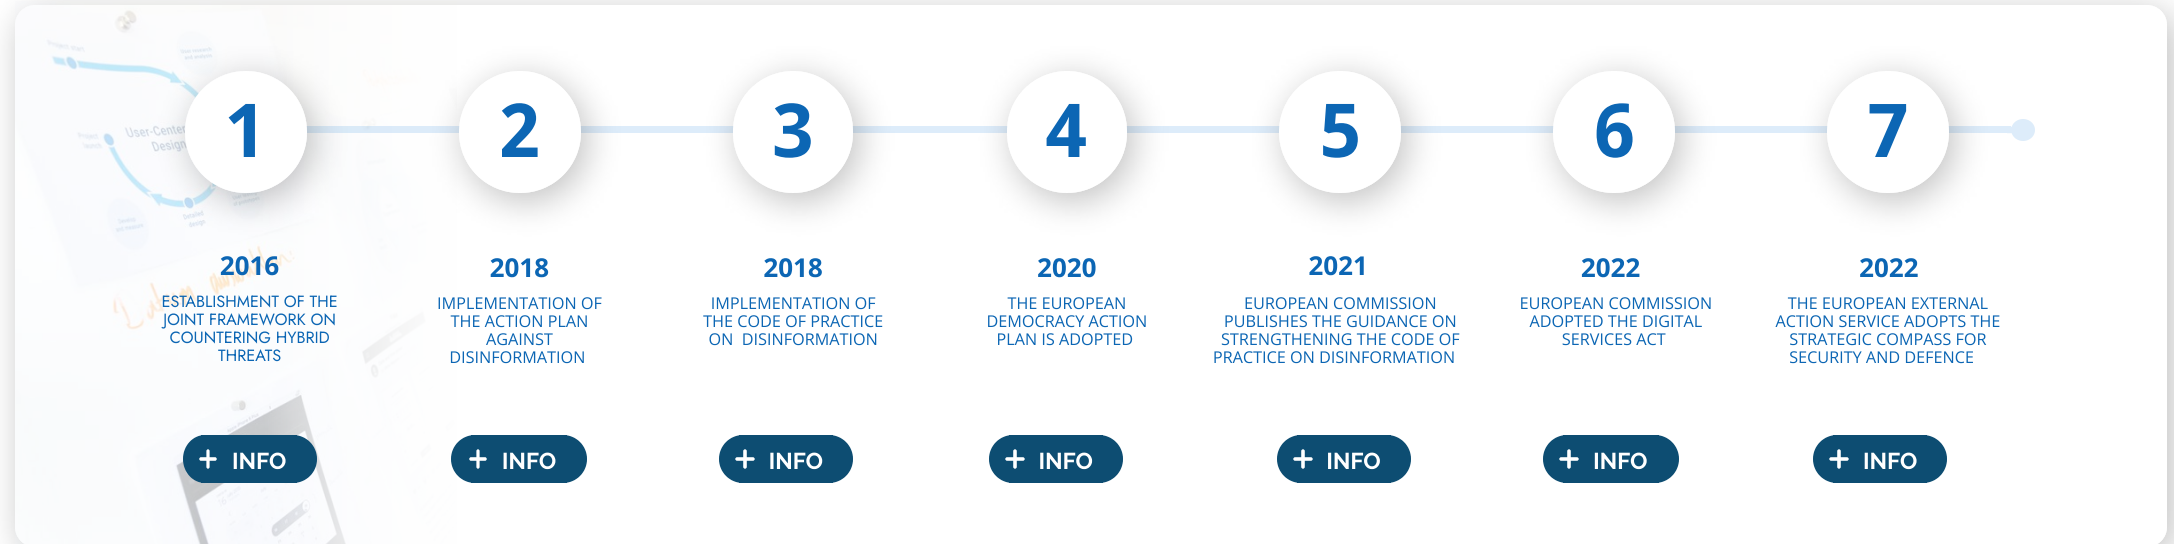 1
2
3
4
5
6
7
User-Center
Design
2016
ESTABLISHMENT OF THE
JOINT FRAMEWORK ON
COUNTERING HYBRID
THREATS
2018
IMPLEMENTATION OF
THE ACTION PLAN
AGAINST
DISINFORMATION
2018
IMPLEMENTATION OF
THE CODE OF PRACTICE
ON DISINFORMATION
2020
THE EUROPEAN
DEMOCRACY ACTION
PLAN IS ADOPTED
2021
EUROPEAN COMMISSION
PUBLISHES THE GUIDANCE ON
STRENGTHENING THE CODE OF
PRACTICE ON DISINFORMATION
2022
EUROPEAN COMMISSION
ADOPTED THE DIGITAL
SERVICES ACT
2022
THE EUROPEAN EXTERNAL
ACTION SERVICE ADOPTS THE
STRATEGIC COMPASS FOR
SECURITY AND DEFENCE
+ INFO
+ INFO
+ INFO
+ INFO
+ INFO
+ INFO
+ INFO